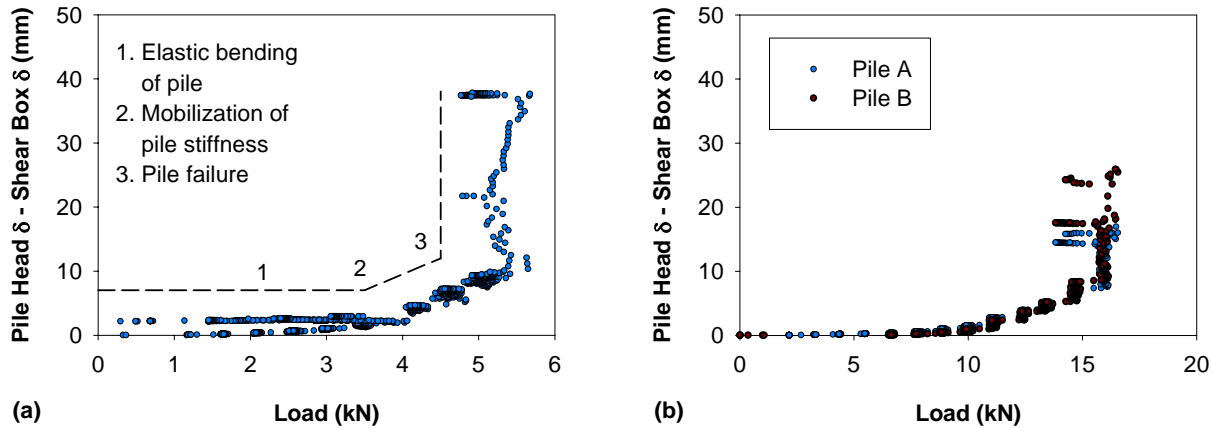 Pile Head δ - Shear Box δ (mm)
50
40
30
20
10
0
1. Elastic bending
of pile
2. Mobilization of
pile stiffness
3. Pile failure
1
2
3
0 1 2 3 4 5 6
(a)
Load (kN)
Pile Head δ - Shear Box δ (mm)
50
40
30
20
10
0
Pile A
Pile B
0 5 10 15 20
(b)
Load (kN)